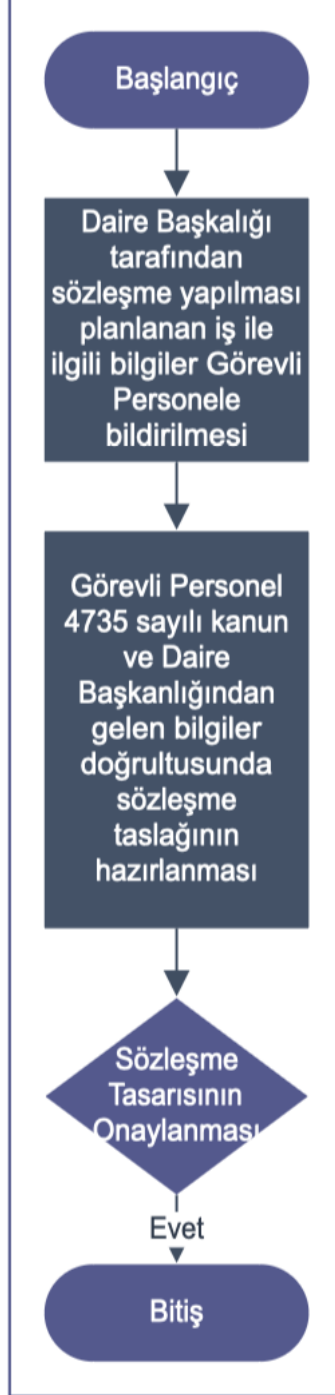 Başlangıç
Daire Başkalığı
tarafından
sözleşme yapılması
planlanan iş ile
ilgili bilgiler Görevli
Personele
bildirilmesi
Görevli Personel
4735 sayılı kanun
ve Daire
Başkanlığından
gelen bilgiler
doğrultusunda
sözleşme
taslağının
hazırlanması
Sözleşme
Tasarısının
Onaylanması
Evet
Bitiş